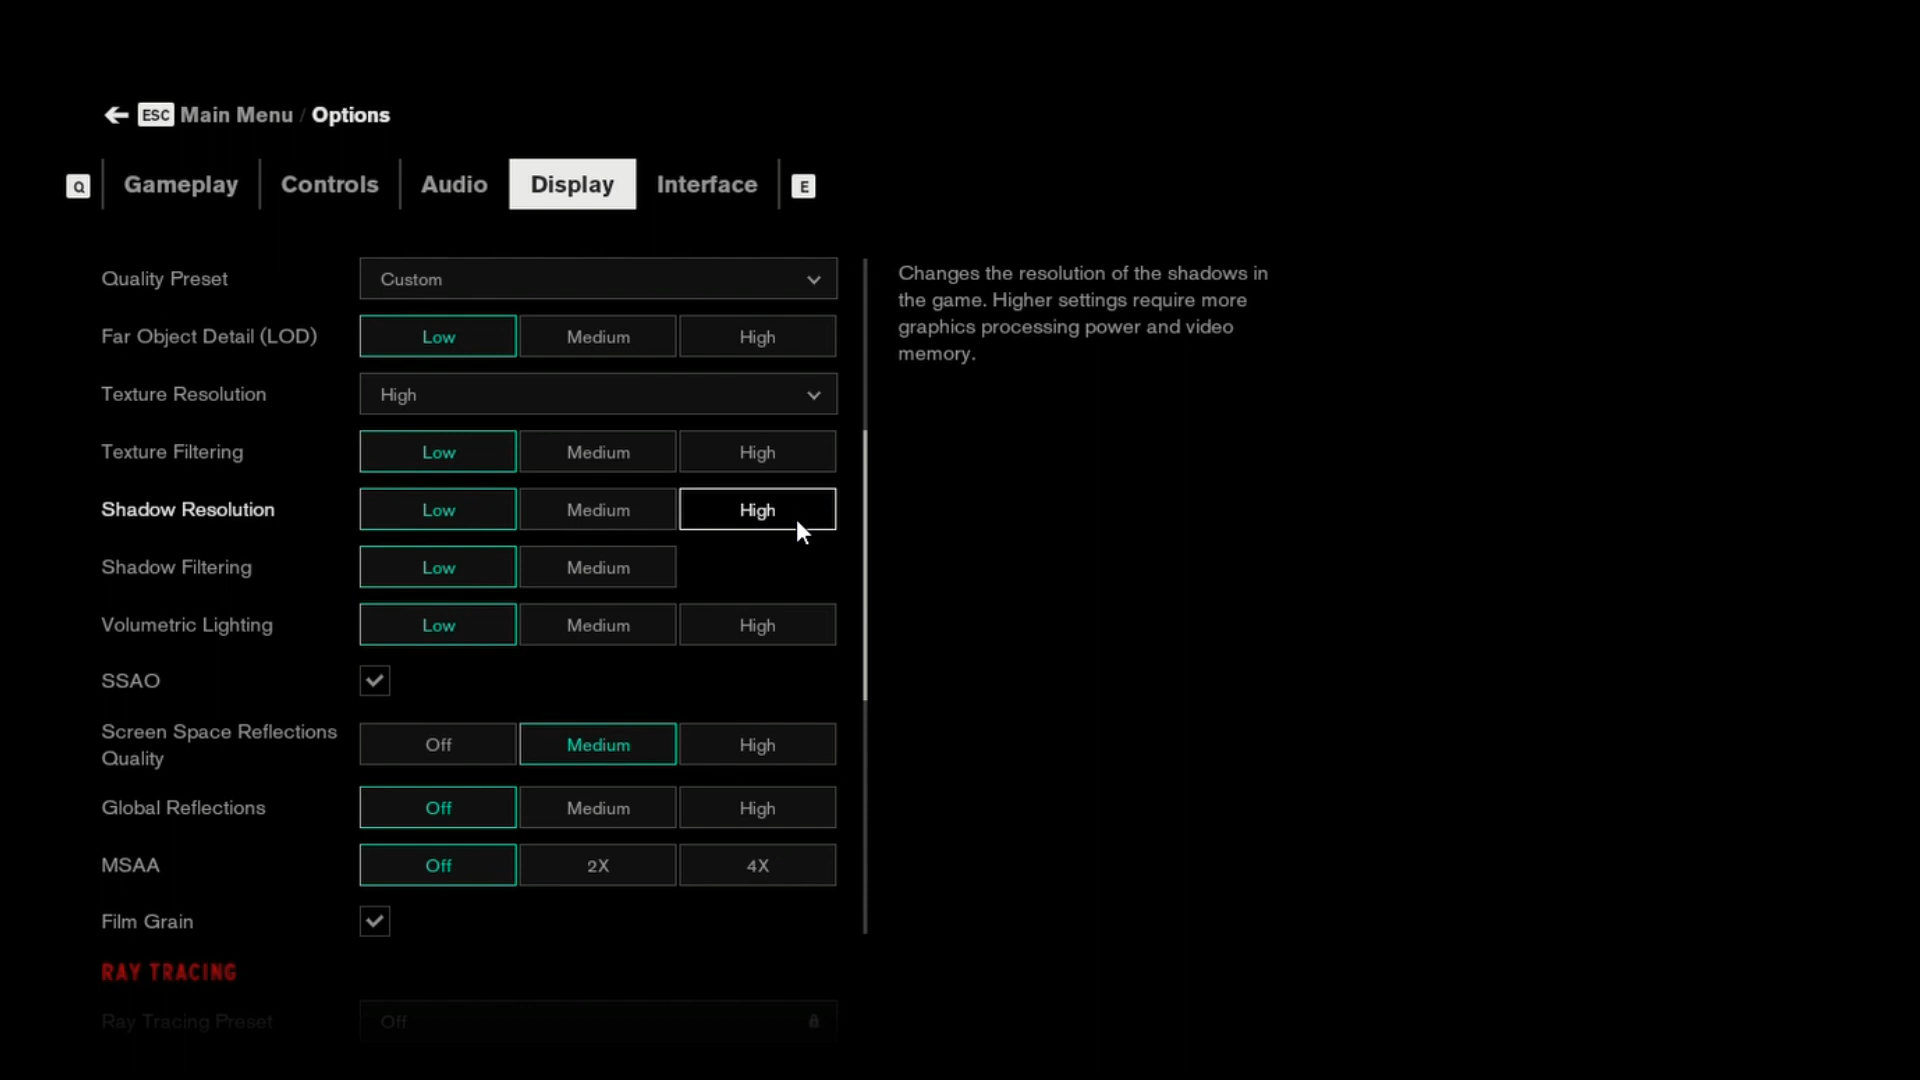 ESC Main Menu / Options
Q Gameplay Controls Audio Display Interface E
Quality Preset Custom
Far Object Detail (LOD) Low Medium High
Texture Resolution High
Texture Filtering Low Medium High
Shadow Resolution Low Medium High
Shadow Filtering Low Medium
Volumetric Lighting Low Medium High
SSAO
Screen Space Reflections
Quality
Off Medium High
Global Reflections Off Medium High
MSAA Off 2X 4X
Film Grain
RAY TRACING
Ray Tracing Preset Off
Changes the resolution of the shadows in
the game. Higher settings require more
graphics processing power and video
memory.